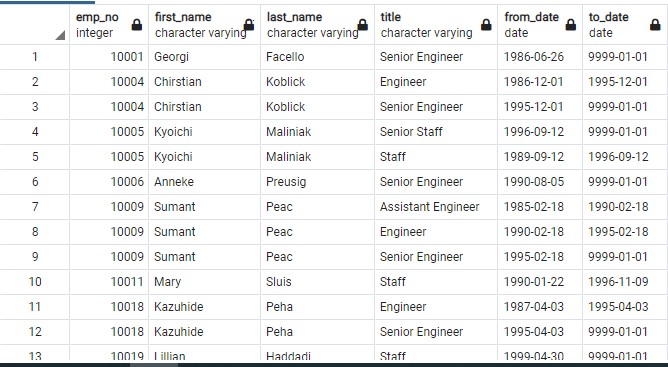 emp_no first_name last_name title from_date to_date
integer character varying character varying character varying date date
1 10001 Georgi Facello Senior Engineer 1986-06-26 9999-01-01
2 10004 Chirstian Koblick Engineer 1986-12-01 1995-12-01
3 10004 Chirstian Koblick Senior Engineer 1995-12-01 9999-01-01
4 10005 Kyoichi Maliniak Senior Staff 1996-09-12 9999-01-01
5 10005 Kyoichi Maliniak Staff 1989-09-12 1996-09-12
6 10006 Anneke Preusig Senior Engineer 1990-08-05 9999-01-01
7 10009 Sumant Peac Assistant Engineer 1985-02-18 1990-02-18
8 10009 Sumant Peac Engineer 1990-02-18 1995-02-18
9 10009 Sumant Peac Senior Engineer 1995-02-18 9999-01-01
10 10011 Mary Sluis Staff 1990-01-22 1996-11-09
11 10018 Kazuhide Peha Engineer 1987-04-03 1995-04-03
12 10018 Kazuhide Peha Senior Engineer 1995-04-03 9999-01-01
13 10019 Lillian Haddadi Staff 1999-04-30 9999-01-01